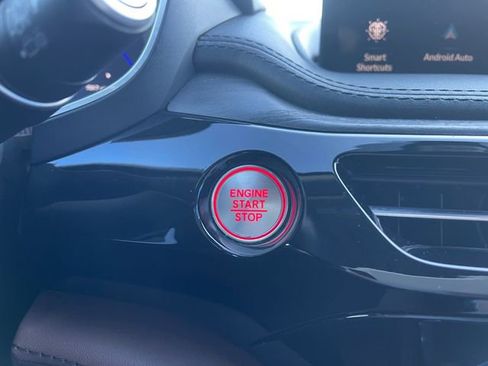 Smart
Shortcuts
Android Auto
ENGINE
START
STOP